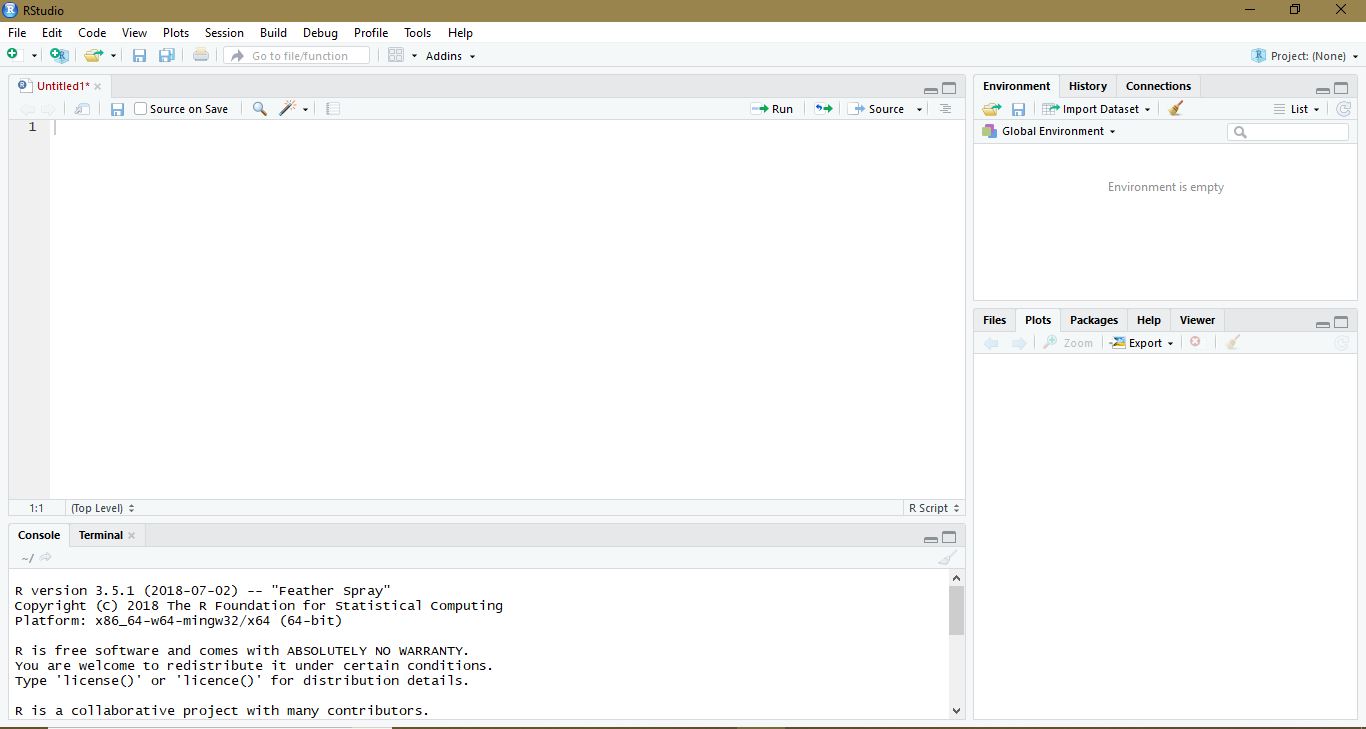 RStudio
File Edit Code View Plots Session Build Debug Profile Tools Help
Go to file/function Addins Project: (None)
Untitled1*
Source on Save Run Source
1
1:1 (Top Level) R Script
Console Terminal
~/
R version 3.5.1 (2018-07-02) -- "Feather Spray"
Copyright (C) 2018 The R Foundation for Statistical Computing
Platform: x86_64-w64-mingw32/x64 (64-bit)
R is free software and comes with ABSOLUTELY NO WARRANTY.
You are welcome to redistribute it under certain conditions.
Type 'license()' or 'licence()' for distribution details.
R is a collaborative project with many contributors.
Environment History Connections
Import Dataset List
Global Environment
Environment is empty
Files Plots Packages Help Viewer
Zoom Export